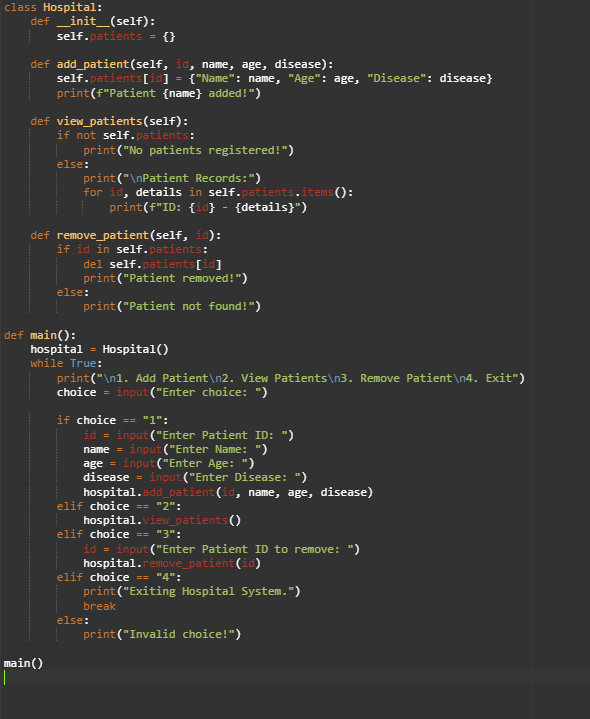 class Hospital:
    def __init__(self):
        self.patients = {}

    def add_patient(self, id, name, age, disease):
        self.patients[id] = {"Name": name, "Age": age, "Disease": disease}
        print(f"Patient {name} added!")

    def view_patients(self):
        if not self.patients:
            print("No patients registered!")
        else:
            print("\nPatient Records:")
            for id, details in self.patients.items():
                print(f"ID: {id} - {details}")

    def remove_patient(self, id):
        if id in self.patients:
            del self.patients[id]
            print("Patient removed!")
        else:
            print("Patient not found!")

def main():
    hospital = Hospital()
    while True:
        print("\n1. Add Patient\n2. View Patients\n3. Remove Patient\n4. Exit")
        choice = input("Enter choice: ")

        if choice == "1":
            id = input("Enter Patient ID: ")
            name = input("Enter Name: ")
            age = input("Enter Age: ")
            disease = input("Enter Disease: ")
            hospital.add_patient(id, name, age, disease)
        elif choice == "2":
            hospital.view_patients()
        elif choice == "3":
            id = input("Enter Patient ID to remove: ")
            hospital.remove_patient(id)
        elif choice == "4":
            print("Exiting Hospital System.")
            break
        else:
            print("Invalid choice!")

main()